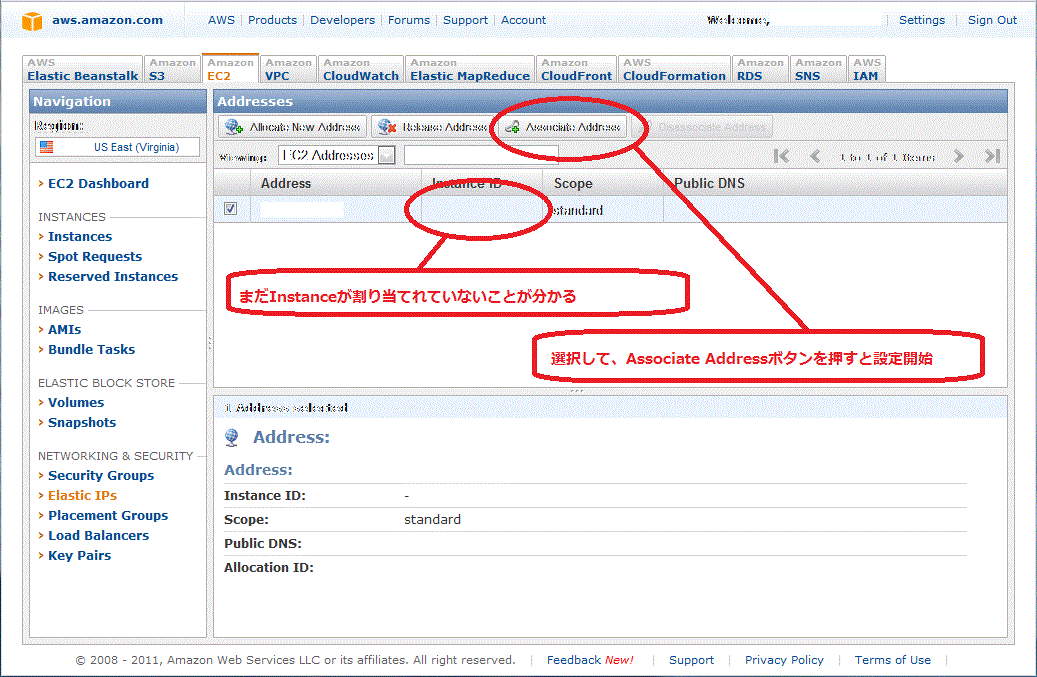 aws.amazon.com AWS Products Developers Forums Support Account Welcome, Settings Sign Out
AWS Amazon Amazon Amazon Amazon Amazon Amazon AWS Amazon Amazon AWS
Elastic Beanstalk S3 EC2 VPC CloudWatch Elastic MapReduce CloudFront CloudFormation RDS SNS IAM
Navigation
Region:
US East (Virginia)
> EC2 Dashboard
INSTANCES
> Instances
> Spot Requests
> Reserved Instances
IMAGES
> AMIs
> Bundle Tasks
ELASTIC BLOCK STORE
> Volumes
> Snapshots
NETWORKING & SECURITY
> Security Groups
> Elastic IPs
> Placement Groups
> Load Balancers
> Key Pairs
Addresses
Allocate New Address Release Address Associate Address Disassociate Address
Viewing: EC2 Addresses 1 to 1 of 1 Items
Address Instance ID Scope Public DNS
standard
まだInstanceが割り当てれていないことが分かる
選択して、Associate Addressボタンを押すと設定開始
1 Address selected
Address:
Address:
Instance ID: -
Scope: standard
Public DNS:
Allocation ID:
© 2008 - 2011, Amazon Web Services LLC or its affiliates. All right reserved. Feedback New! Support Privacy Policy Terms of Use